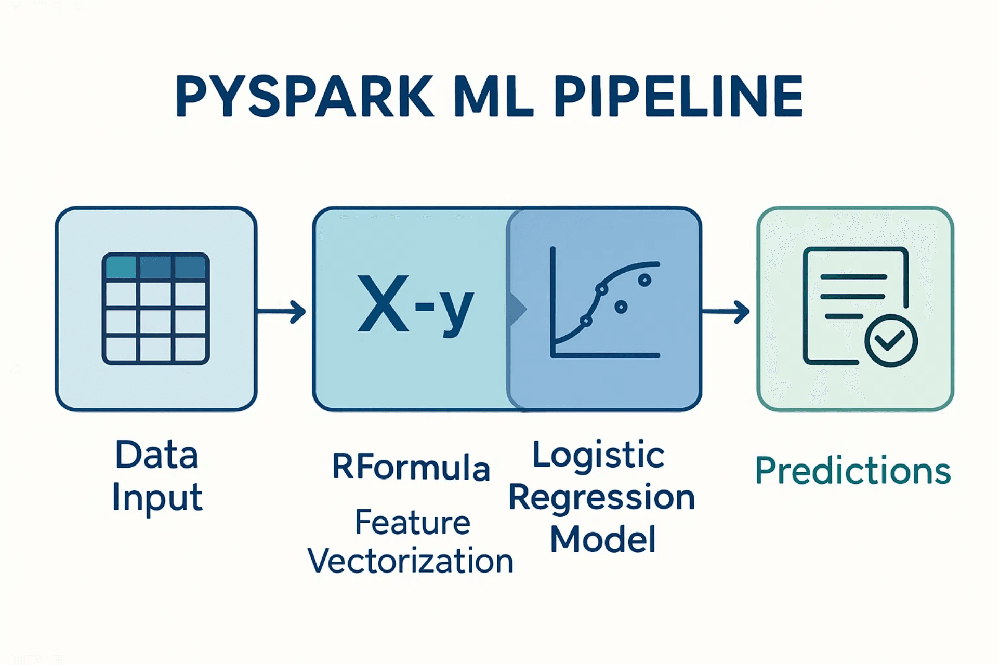 PYSPARK ML PIPELINE
X-y
Data
Input
RFormula
Feature
Vectorization
Logistic
Regression
Model
Predictions